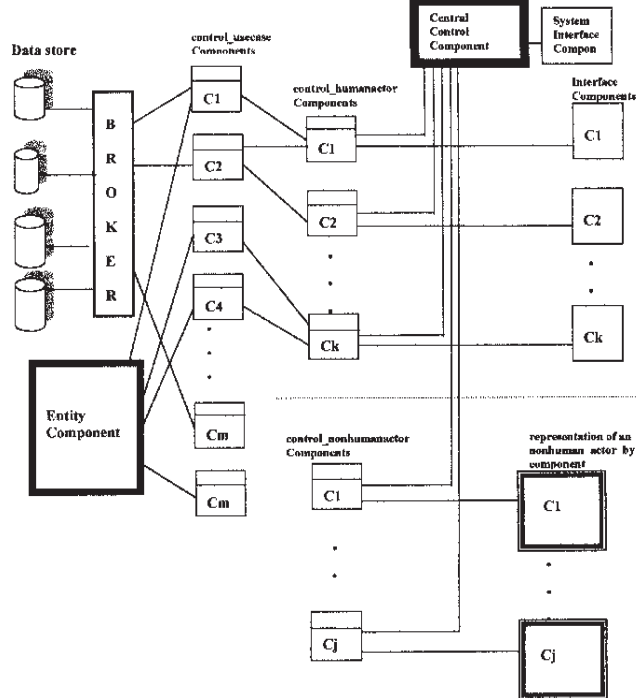 Central
Control
Component
System
Interface
Compon
control_usecase
Components
Data store
control_humanactor
Components
Interface
Components
B
R
O
K
E
R
C1
C2
C3
C4
Cm
Cm
C1
C2
Ck
C1
C2
Ck
Entity
Component
control_nonhumanactor
Components
representation of an
nonhuman actor by
component
C1
Cj
C1
Cj